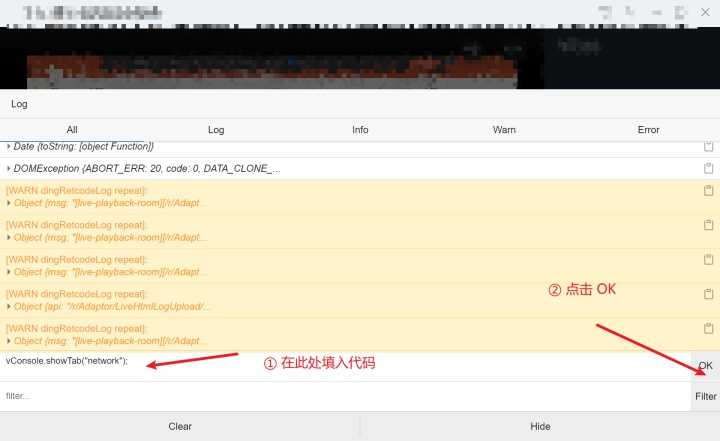 Log
All Log Info Warn Error
Date {toString: [object Function]}
DOMException {ABORT_ERR: 20, code: 0, DATA_CLONE_...
[WARN dingRetcodeLog repeat]:
Object {msg: "[live-playback-room][/r/Adapt...
[WARN dingRetcodeLog repeat]:
Object {msg: "[live-playback-room][/r/Adapt...
[WARN dingRetcodeLog repeat]:
Object {msg: "[live-playback-room][/r/Adapt...
② 点击 OK
[WARN dingRetcodeLog repeat]:
Object {api: "/r/Adaptor/LiveHtmlLogUpload/...
[WARN dingRetcodeLog repeat]:
Object {msg: "[live-playback-room][/r/Adapt...
vConsole.showTab("network");
① 在此处填入代码
OK
filter...
Filter
Clear Hide